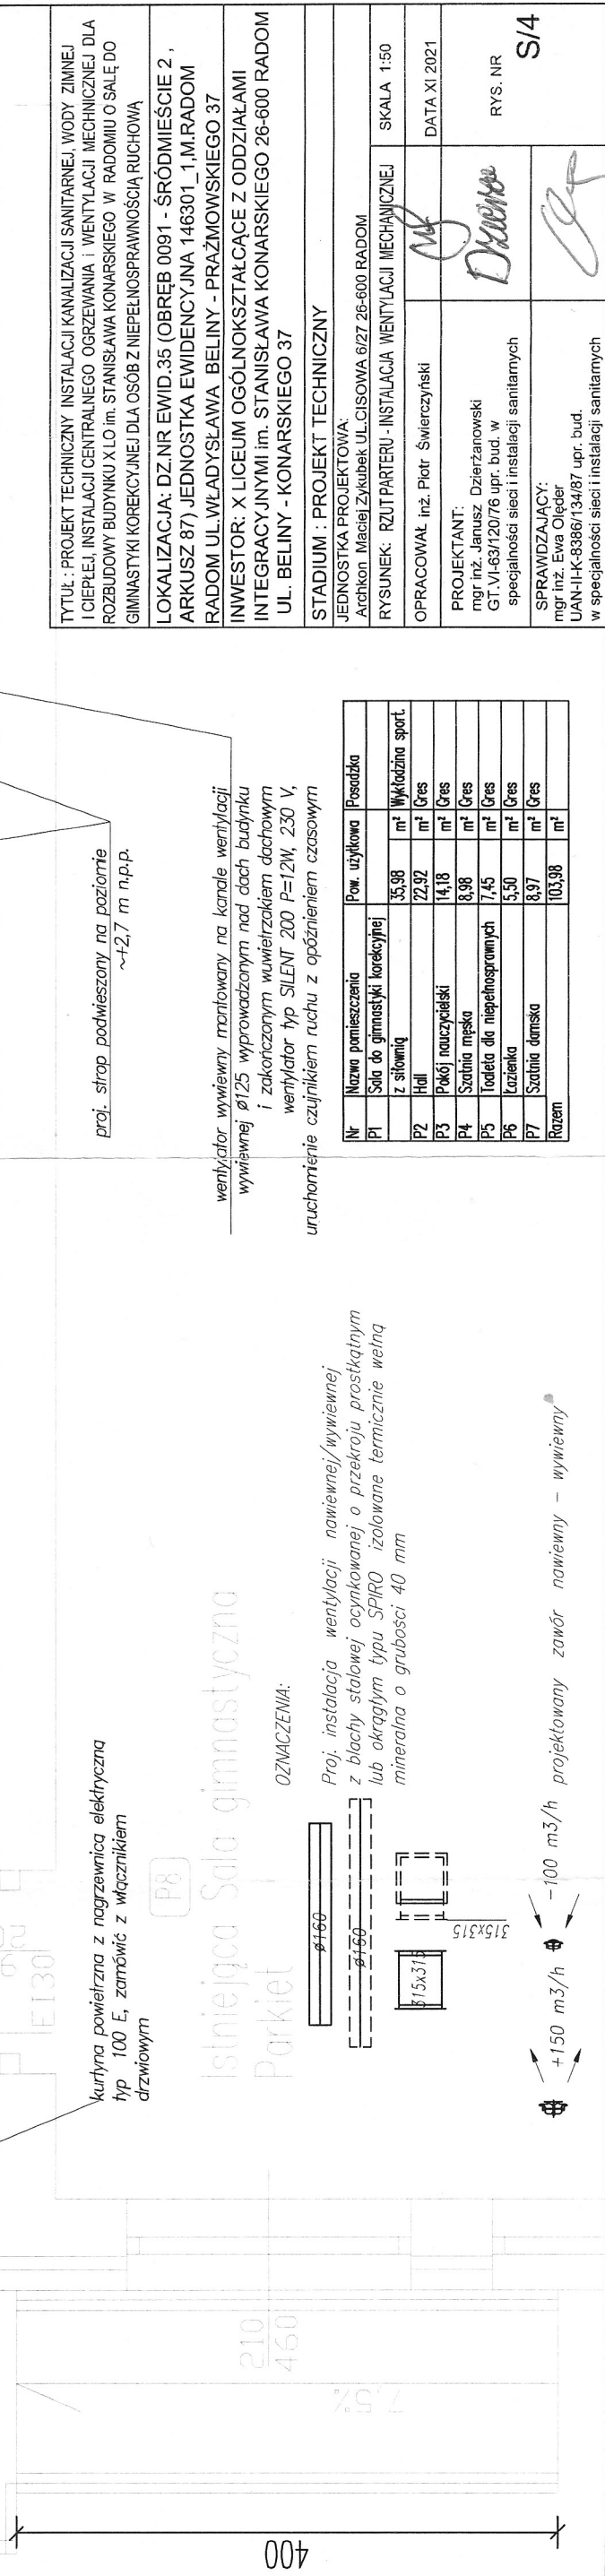 TYTUŁ: PROJEKT TECHNICZNY INSTALACJI KANALIZACJI SANITARNEJ, WODY ZIMNEJ
I CIEPŁEJ, INSTALACJI CENTRALNEGO OGRZEWANIA i WENTYLACJI MECHNICZNEJ DLA
ROZBUDOWY BUDYNKU X LO im. STANISŁAWA KONARSKIEGO W RADOMIU O SALĘ DO
GIMNASTYKI KOREKCYJNEJ DLA OSÓB Z NIEPEŁNOSPRAWNOŚCIĄ RUCHOWĄ
LOKALIZACJA: DZ.NR EWID.35 (OBRĘB 0091 - ŚRÓDMIEŚCIE 2 ,
ARKUSZ 87) JEDNOSTKA EWIDENCYJNA 146301_1,M.RADOM
RADOM UL.WŁADYSŁAWA BELINY - PRAŻMOWSKIEGO 37
INWESTOR: X LICEUM OGÓLNOKSZTAŁCĄCE Z ODDZIAŁAMI
INTEGRACYJNYMI im. STANISŁAWA KONARSKIEGO 26-600 RADOM
UL. BELINY - KONARSKIEGO 37
STADIUM : PROJEKT TECHNICZNY
JEDNOSTKA PROJEKTOWA:
Archkon Maciej Zykubek UL.CISOWA 6/27 26-600 RADOM
RYSUNEK: RZUT PARTERU - INSTALACJA WENTYLACJI MECHANICZNEJ
SKALA 1:50
OPRACOWAŁ inż. Piotr Świerczyński
DATA XI 2021
PROJEKTANT:
mgr inż. Janusz Dzierżanowski
GT.VI-63/120/76 upr. bud. w
specjalności sieci i instalacji sanitarnych
RYS. NR
S/4
SPRAWDZAJĄCY:
mgr inż. Ewa Olęder
UAN-II-K-8386/134/87 upr. bud.
w specjalności sieci i instalacji sanitarnych
proj. strop podwieszony na poziomie
~+2,7 m n.p.p.
wentylator wywiewny montowany na kanale wentylacji
wywiewnej ø125 wyprowadzonym nad dach budynku
i zakończonym wuwietrzakiem dachowym
wentylator typ SILENT 200 P=12W, 230 V,
uruchomienie czujnikiem ruchu z opóźnieniem czasowym
Nr Nazwa pomieszczenia Pow. użytkowa Posadzka
P1 Sala do gimnastyki korekcyjnej
z siłownią 35,98 m² Wykładzina sport.
P2 Hall 22,92 m² Gres
P3 Pokój nauczycielski 14,18 m² Gres
P4 Szatnia męska 8,98 m² Gres
P5 Toaleta dla niepełnosprawnych 7,45 m² Gres
P6 Łazienka 5,50 m² Gres
P7 Szatnia damska 8,97 m² Gres
Razem 103,98 m²
kurtyna powietrzna z nagrzewnicą elektryczną
typ 100 E, zamówić z włącznikiem
drzwiowym
P8
Istniejąca Sala gimnastyczna
Parkiet
OZNACZENIA:
ø160
ø160
Proj. instalacja wentylacji nawiewnej/wywiewnej
z blachy stalowej ocynkowanej o przekroju prostkątnym
lub okrągłym typu SPIRO izolowane termicznie wełną
mineralna o grubości 40 mm
315x315
315x315
+150 m3/h -100 m3/h projektowany zawór nawiewny - wywiewny
EI30
210
460
7,5%
400